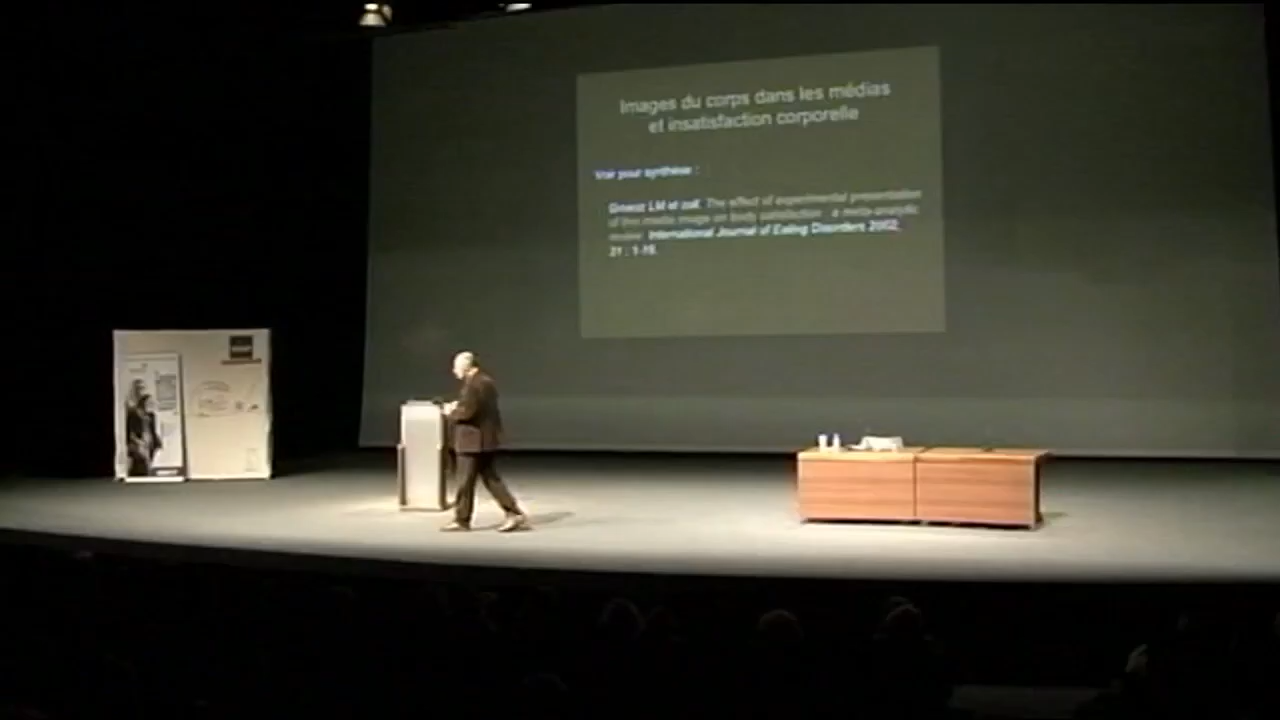 Images du corps dans les médias
et insatisfaction corporelle
Voir pour synthèse :
LM et coll. The effect of experimental presentation
of thin media image on body satisfaction : a meta-analytic
review. International Journal of Eating Disorders 2002,
: 1-16.